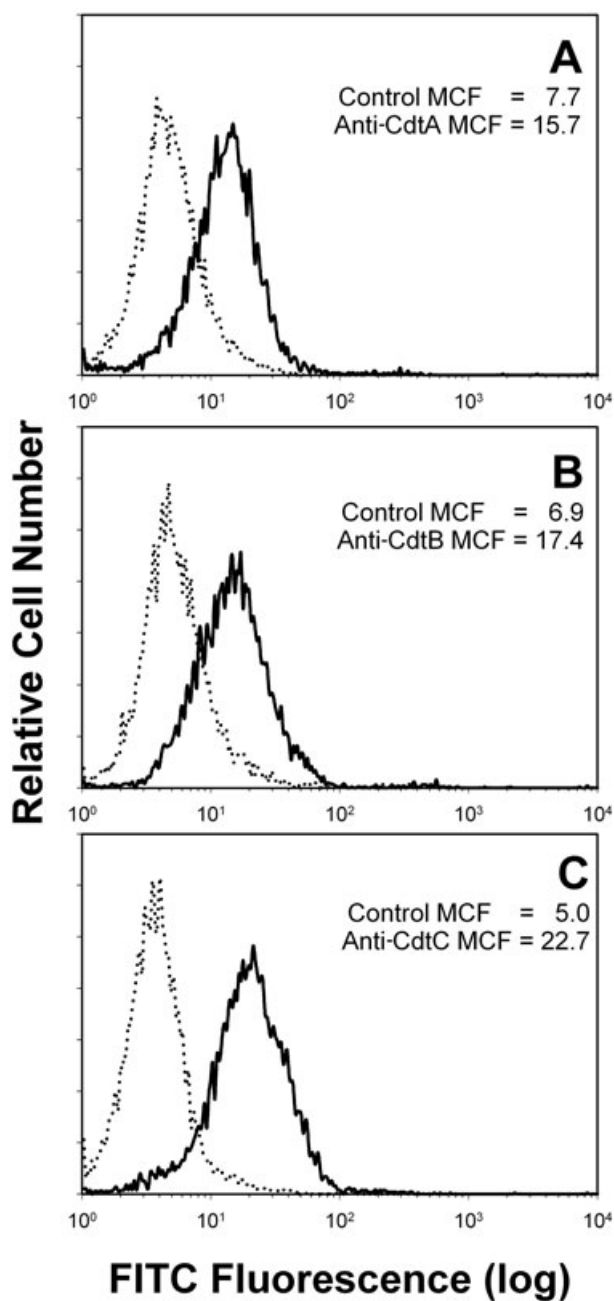 A
Control MCF = 7.7
Anti-CdtA MCF = 15.7
10⁰ 10¹ 10² 10³ 10⁴
B
Control MCF = 6.9
Anti-CdtB MCF = 17.4
10⁰ 10¹ 10² 10³ 10⁴
C
Control MCF = 5.0
Anti-CdtC MCF = 22.7
10⁰ 10¹ 10² 10³ 10⁴
Relative Cell Number
FITC Fluorescence (log)